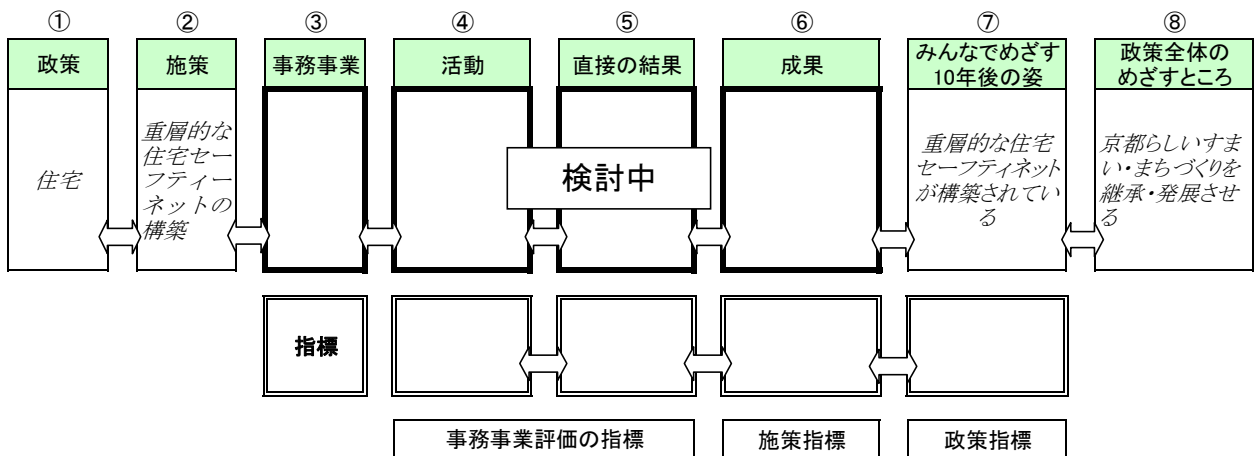 ① ② ③ ④ ⑤ ⑥ ⑦ ⑧
政策
施策
事務事業
活動
直接の結果
成果
みんなでめざす
10年後の姿
政策全体の
めざすところ
住宅
重層的な
住宅セー
フティー
ネットの
構築
検討中
重層的な住宅
セーフティネット
が構築されてい
る
京都らしいすま
い・まちづくりを
継承・発展させ
る
指標
事務事業評価の指標
施策指標
政策指標